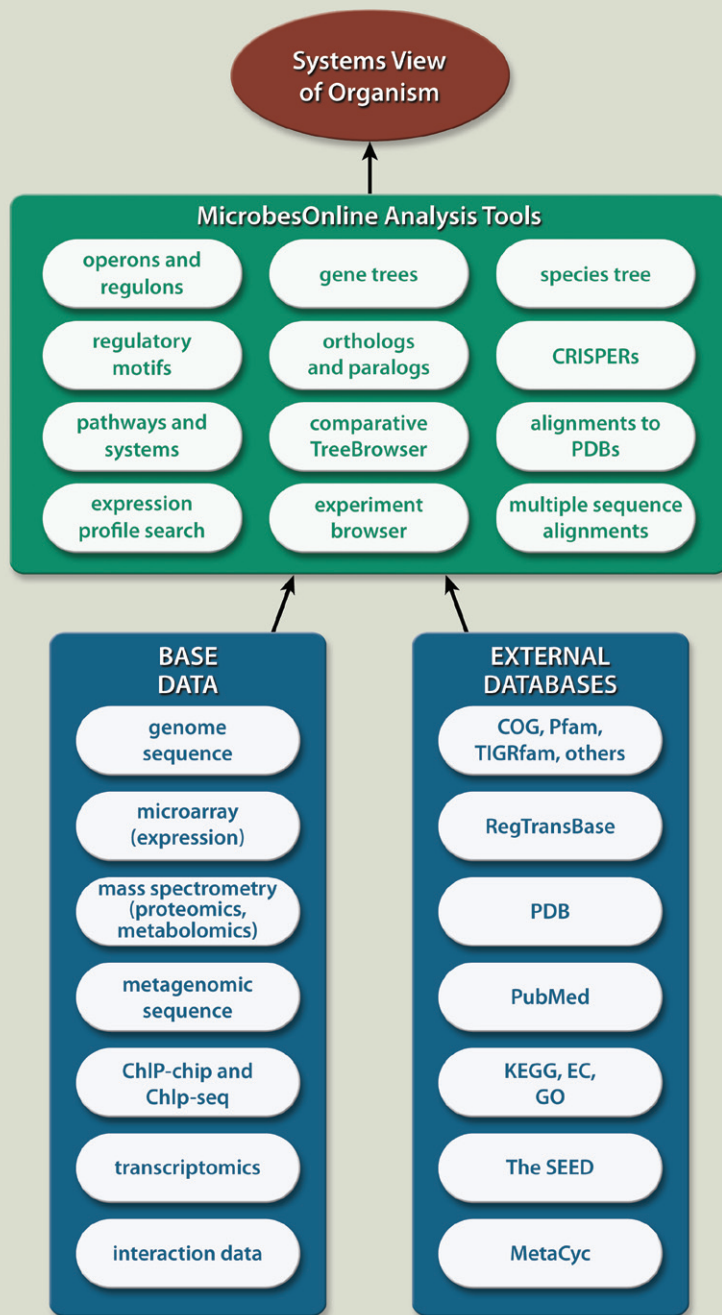 Systems View
of Organism
MicrobesOnline Analysis Tools
operons and
regulons
gene trees
species tree
regulatory
motifs
orthologs
and paralogs
CRISPERs
pathways and
systems
comparative
TreeBrowser
alignments to
PDBs
expression
profile search
experiment
browser
multiple sequence
alignments
BASE
DATA
genome
sequence
microarray
(expression)
mass spectrometry
(proteomics,
metabolomics)
metagenomic
sequence
ChIP-chip and
ChIp-seq
transcriptomics
interaction data
EXTERNAL
DATABASES
COG, Pfam,
TIGRfam, others
RegTransBase
PDB
PubMed
KEGG, EC,
GO
The SEED
MetaCyc